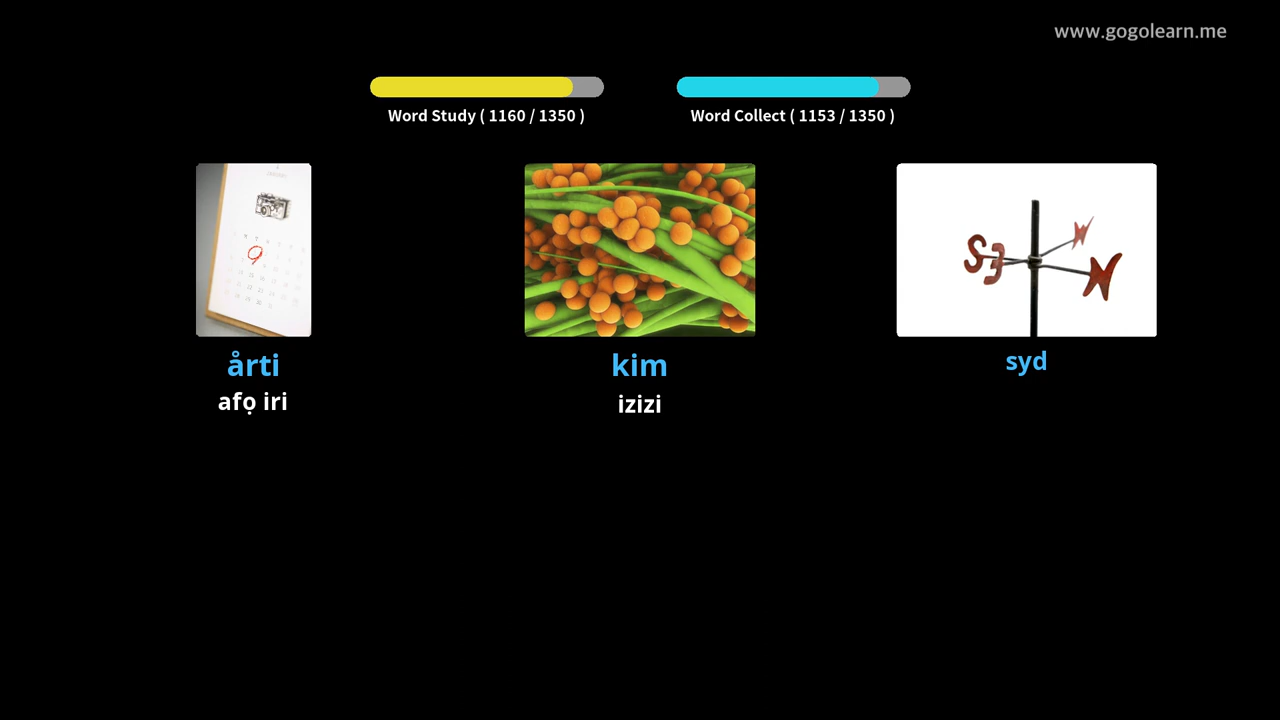 www.gogolearn.me
Word Study ( 1160 / 1350 )
Word Collect ( 1153 / 1350 )
årti
kim
syd
afọ iri
izizi